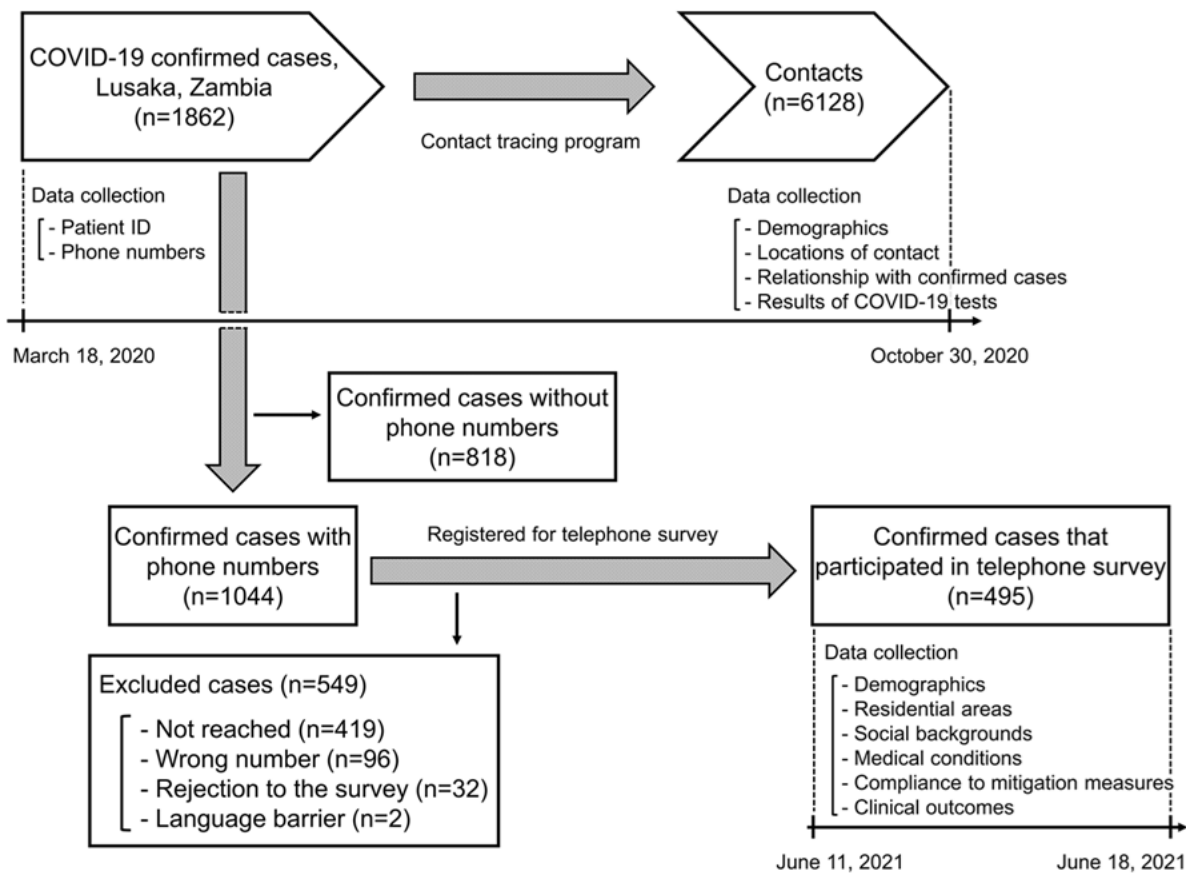 COVID-19 confirmed cases,
Lusaka, Zambia
(n=1862)
Contact tracing program
Contacts
(n=6128)
Data collection
- Patient ID
- Phone numbers
Data collection
- Demographics
- Locations of contact
- Relationship with confirmed cases
- Results of COVID-19 tests
March 18, 2020
October 30, 2020
Confirmed cases without
phone numbers
(n=818)
Confirmed cases with
phone numbers
(n=1044)
Registered for telephone survey
Confirmed cases that
participated in telephone survey
(n=495)
Excluded cases (n=549)
- Not reached (n=419)
- Wrong number (n=96)
- Rejection to the survey (n=32)
- Language barrier (n=2)
Data collection
- Demographics
- Residential areas
- Social backgrounds
- Medical conditions
- Compliance to mitigation measures
- Clinical outcomes
June 11, 2021
June 18, 2021